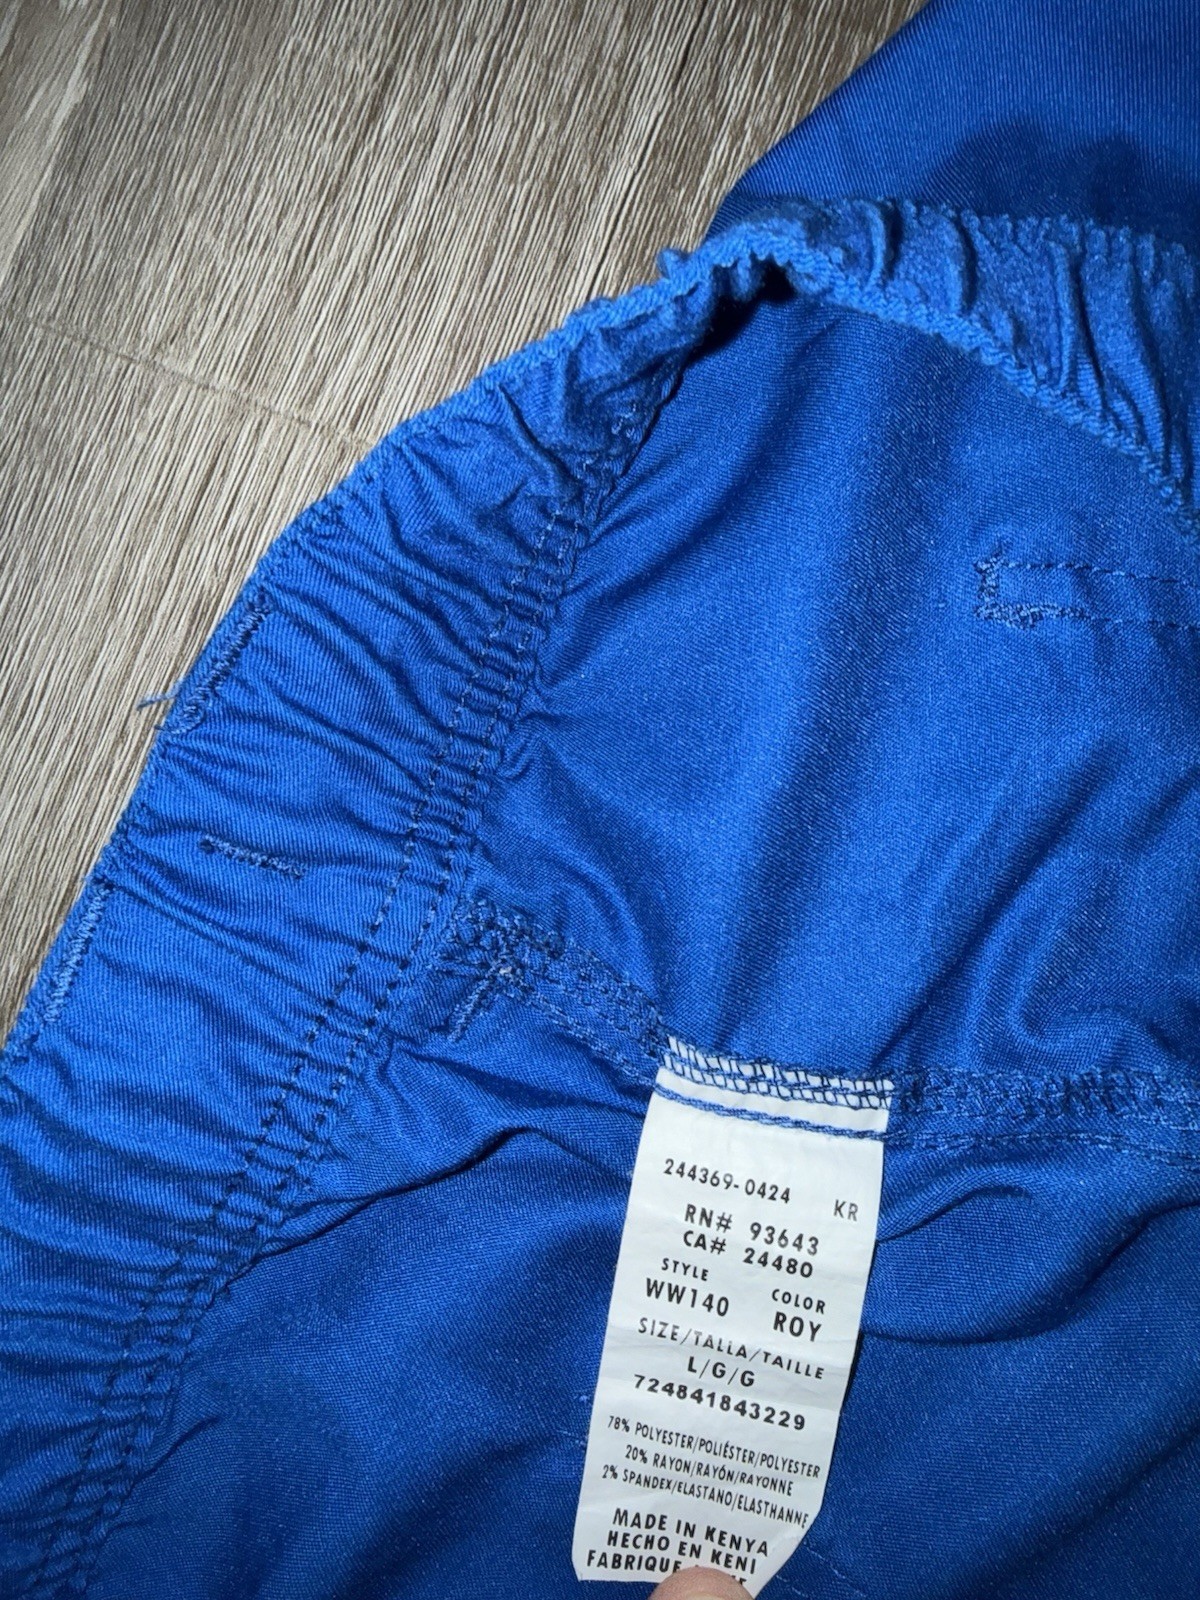 244369-0424 KR
RN# 93643
CA# 24480
STYLE COLOR
WW140 ROY
SIZE/TALLA/TAILLE
L/G/G
724841843229
78% POLYESTER/POLIÉSTER/POLYESTER
20% RAYON/RAYÓN/RAYONNE
2% SPANDEX/ELASTANO/ELASTHANNE
MADE IN KENYA
HECHO EN KENI
FABRIQUE